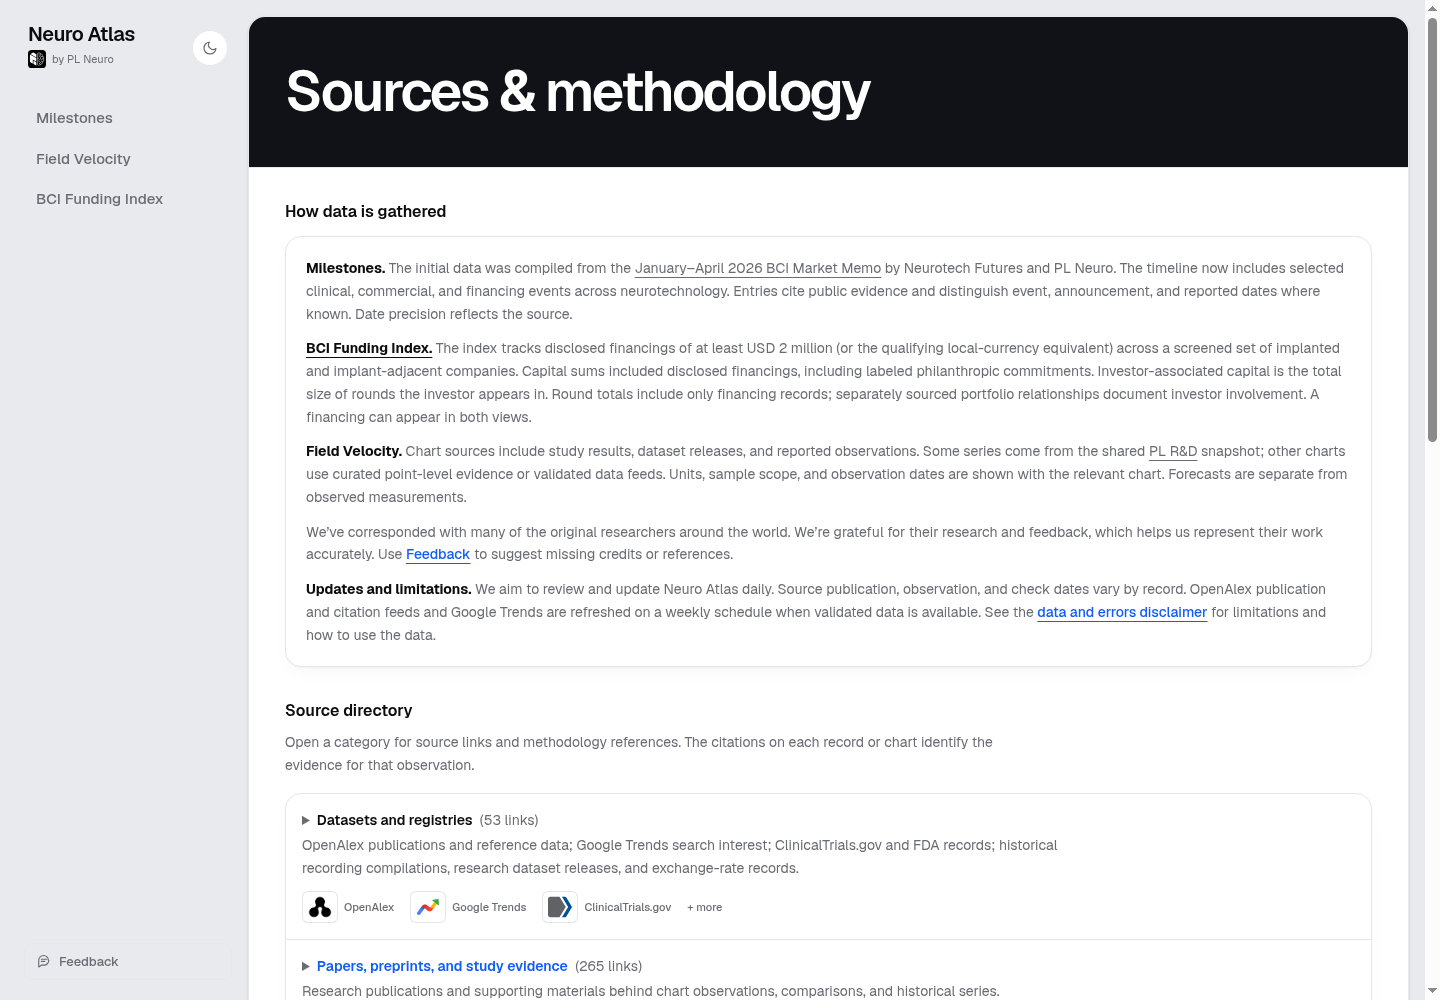 Neuro Atlas
by PL Neuro
Milestones
Field Velocity
BCI Funding Index
Feedback
Sources & methodology
How data is gathered
Milestones. The initial data was compiled from the January–April 2026 BCI Market Memo by Neurotech Futures and PL Neuro. The timeline now includes selected
clinical, commercial, and financing events across neurotechnology. Entries cite public evidence and distinguish event, announcement, and reported dates where
known. Date precision reflects the source.
BCI Funding Index. The index tracks disclosed financings of at least USD 2 million (or the qualifying local-currency equivalent) across a screened set of implanted
and implant-adjacent companies. Capital sums included disclosed financings, including labeled philanthropic commitments. Investor-associated capital is the total
size of rounds the investor appears in. Round totals include only financing records; separately sourced portfolio relationships document investor involvement. A
financing can appear in both views.
Field Velocity. Chart sources include study results, dataset releases, and reported observations. Some series come from the shared PL R&D snapshot; other charts
use curated point-level evidence or validated data feeds. Units, sample scope, and observation dates are shown with the relevant chart. Forecasts are separate from
observed measurements.
We've corresponded with many of the original researchers around the world. We're grateful for their research and feedback, which helps us represent their work
accurately. Use Feedback to suggest missing credits or references.
Updates and limitations. We aim to review and update Neuro Atlas daily. Source publication, observation, and check dates vary by record. OpenAlex publication
and citation feeds and Google Trends are refreshed on a weekly schedule when validated data is available. See the data and errors disclaimer for limitations and
how to use the data.
Source directory
Open a category for source links and methodology references. The citations on each record or chart identify the
evidence for that observation.
Datasets and registries (53 links)
OpenAlex publications and reference data; Google Trends search interest; ClinicalTrials.gov and FDA records; historical
recording compilations, research dataset releases, and exchange-rate records.
OpenAlex Google Trends ClinicalTrials.gov + more
Papers, preprints, and study evidence (265 links)
Research publications and supporting materials behind chart observations, comparisons, and historical series.